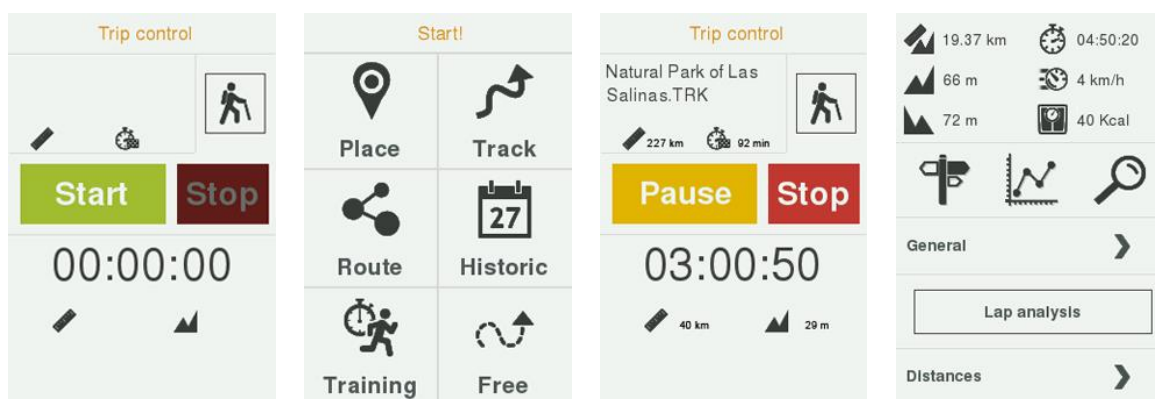 Trip control
Start Stop
00:00:00
Start!
Place Track
27
Route Historic
Training Free
Trip control
Natural Park of Las
Salinas.TRK
227 km 92 min
Pause Stop
03:00:50
40 km 29 m
19.37 km 04:50:20
66 m 4 km/h
72 m 40 Kcal
General
Lap analysis
Distances